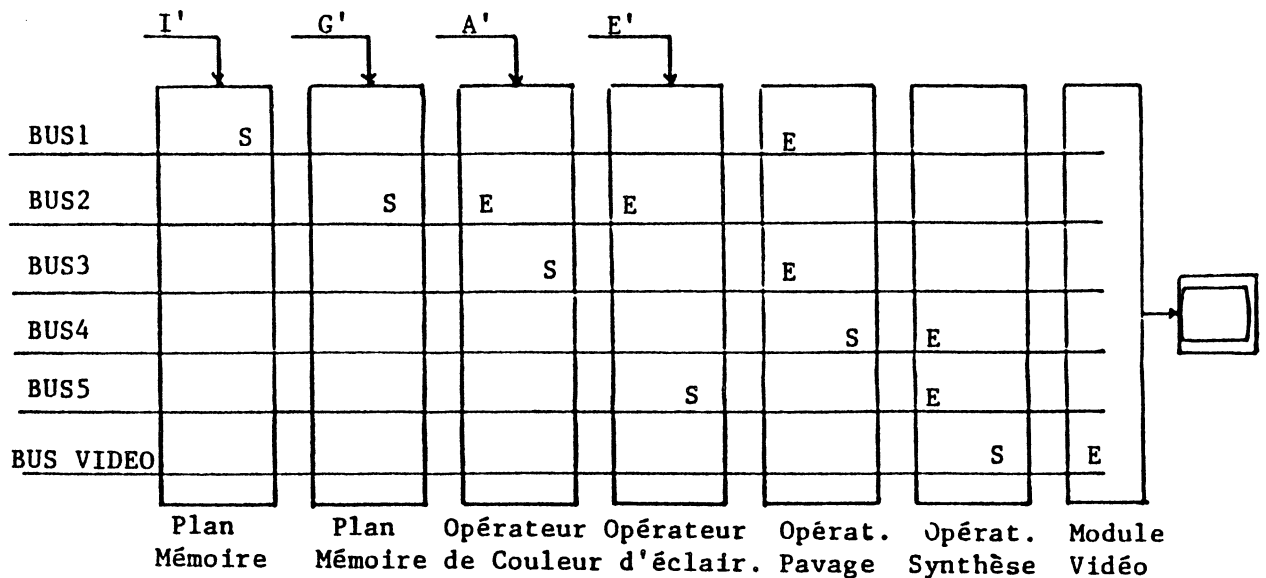 I' G' A' E'
BUS1 S E
BUS2 S E E
BUS3 S E
BUS4 S E
BUS5 S E
BUS VIDEO S E
Plan Plan Opérateur Opérateur Opérat. Opérat. Module
Mémoire Mémoire de Couleur d'éclair. Pavage Synthèse Vidéo